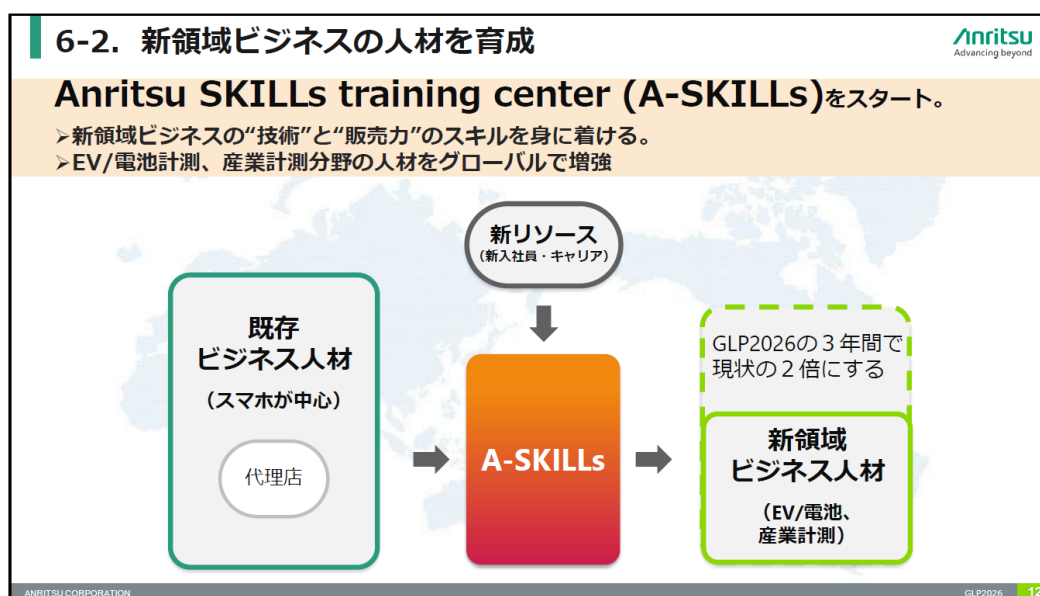 6-2. 新領域ビジネスの人材を育成
Anritsu
Advancing beyond
Anritsu SKILLs training center (A-SKILLs)をスタート。
➢新領域ビジネスの“技術”と“販売力”のスキルを身に着ける。
➢EV/電池計測、産業計測分野の人材をグローバルで増強
新リソース
（新入社員・キャリア）
既存
ビジネス人材
（スマホが中心）
代理店
A-SKILLs
GLP2026の３年間で
現状の２倍にする
新領域
ビジネス人材
（EV/電池、
産業計測）
ANRITSU CORPORATION
GLP2026
12